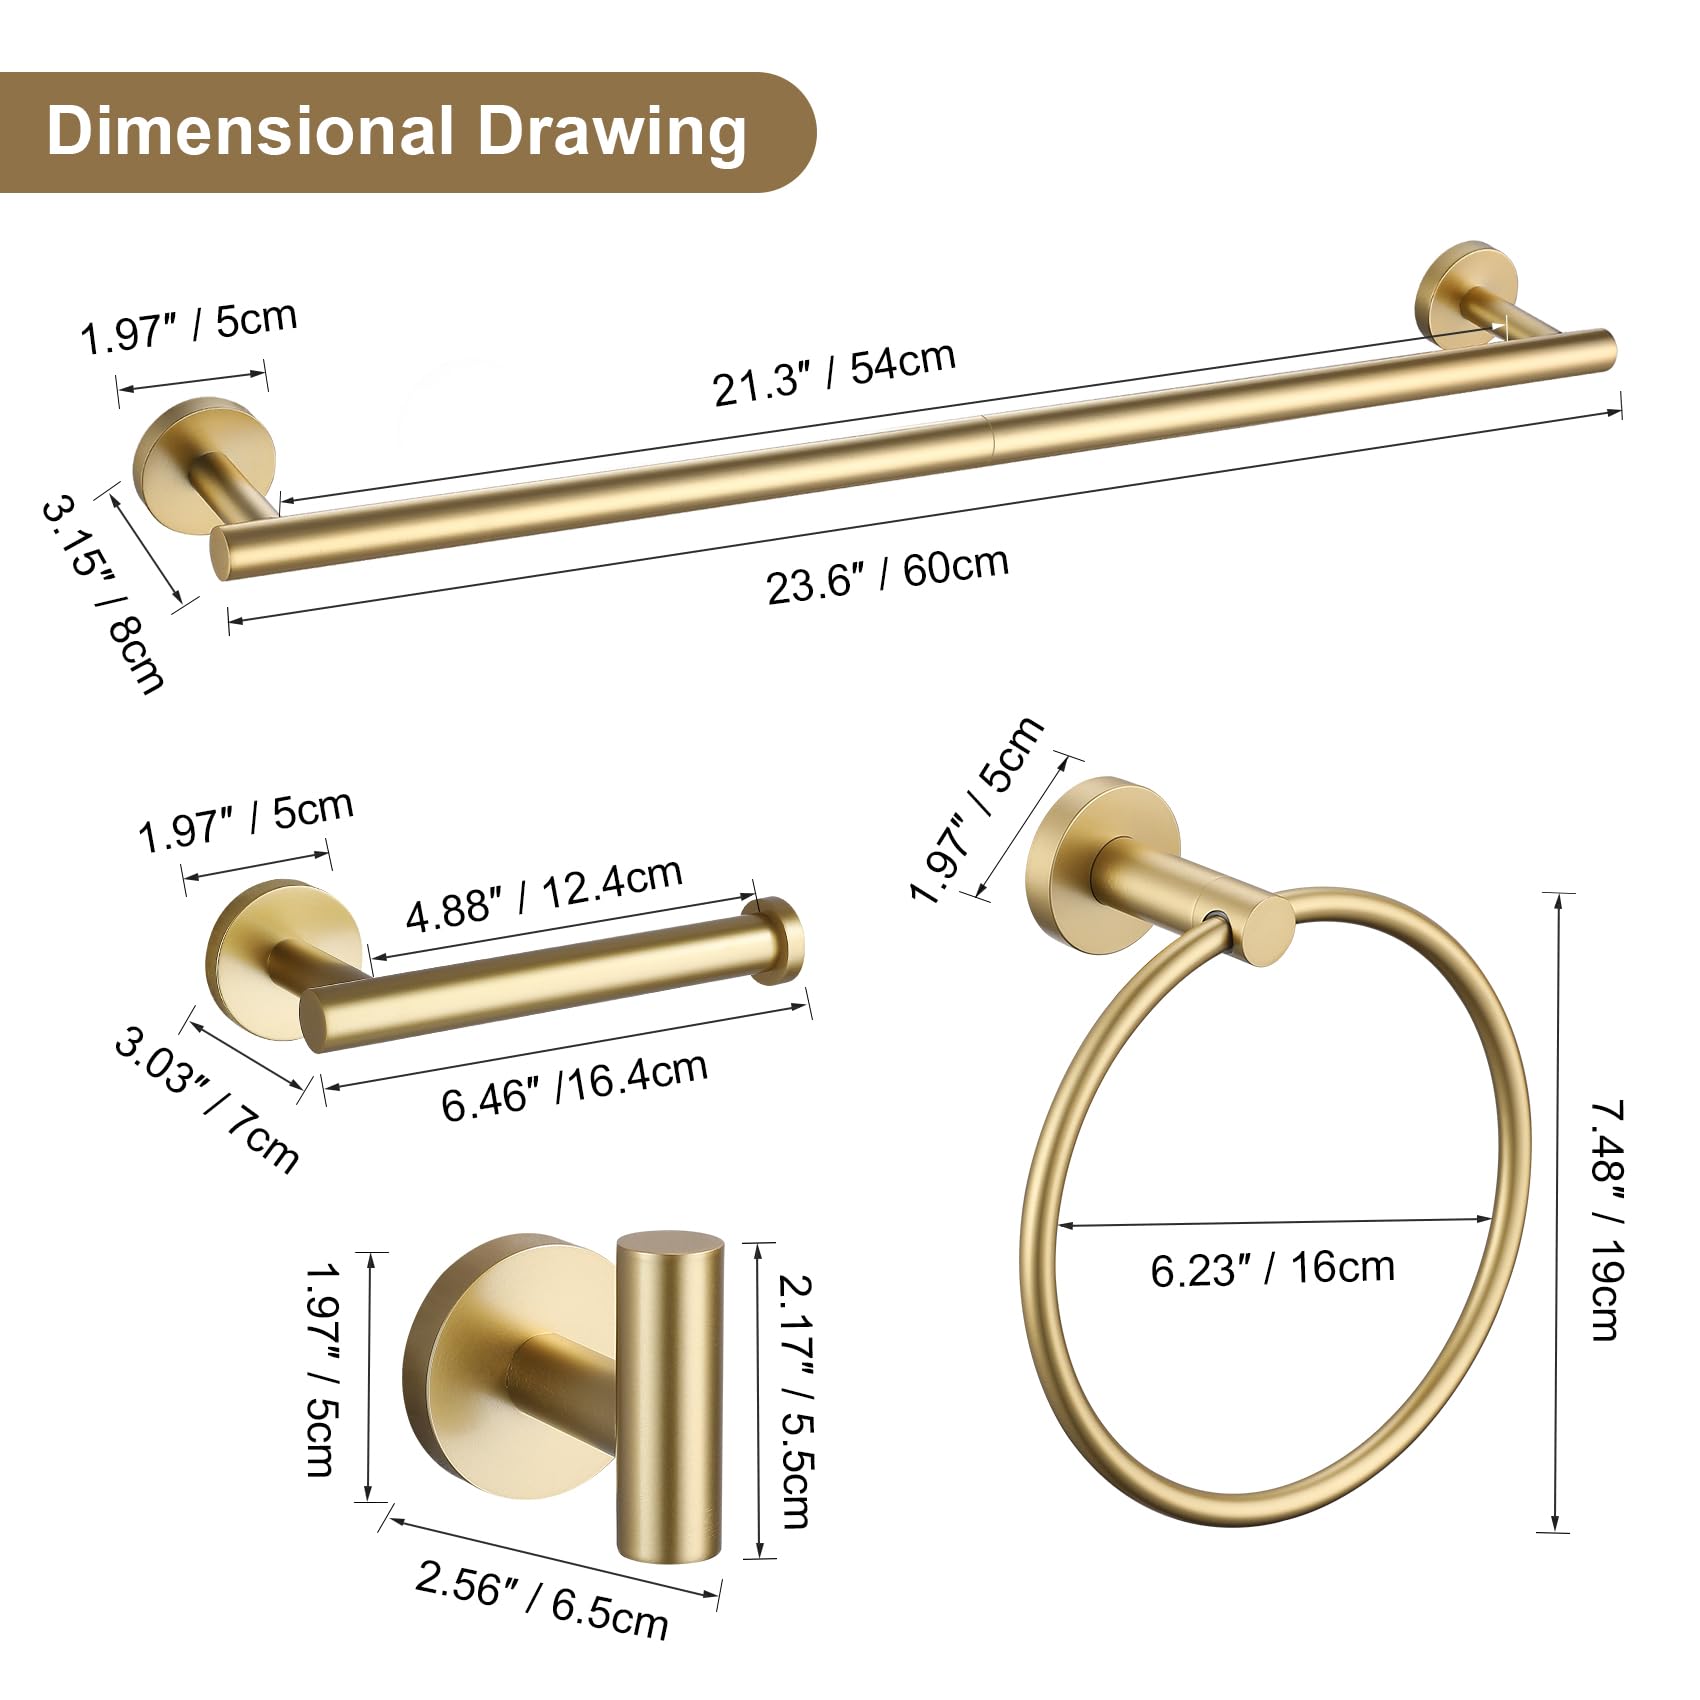 Dimensional Drawing
1.97" / 5cm
21.3" / 54cm
3.15" / 8cm
23.6" / 60cm
1.97" / 5cm
4.88" / 12.4cm
3.03" / 7cm
6.46" /16.4cm
1.97" / 5cm
7.48" / 19cm
6.23" / 16cm
1.97" / 5cm
2.17" / 5.5cm
2.56" / 6.5cm